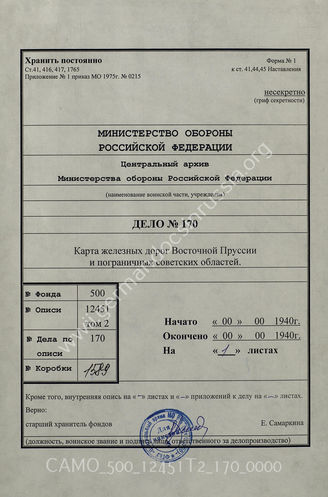 Хранить постоянно
Ст.41, 416, 417, 1765
Приложение № 1 приказ МО 1975г. № 0215
Форма № 1
к ст. 41,44,45 Наставления
несекретно
(гриф секретности)
МИНИСТЕРСТВО ОБОРОНЫ
РОССИЙСКОЙ ФЕДЕРАЦИИ
Центральный архив
Министерства обороны Российской Федерации
(наименование воинской части, учреждения)
ДЕЛО № 170
Карта железных дорог Восточной Пруссии
и пограничных советских областей.
№ Фонда 500
№ Описи 12451
том 2
№ Дела по описи 170
№ Коробки 1589
Начато « 00 » 00 1940г.
Окончено « 00 » 00 1940г.
На « 1 » листах
Кроме того, внутренняя опись на «–» листах и «–» приложений к делу на «–» листах.
Верно:
старший хранитель фондов Е. Самаркина
(должность, воинское звание и подпись лица, ответственного за делопроизводство)
www.germandocsinrussia.org
CAMO_500_12451T2_170_0000